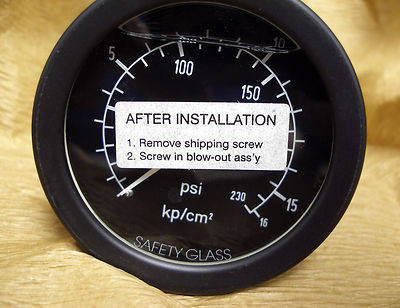 5
10
100
150
AFTER INSTALLATION
1. Remove shipping screw
2. Screw in blow-out ass'y
psi
230
15
kp/cm²
16
SAFETY GLASS